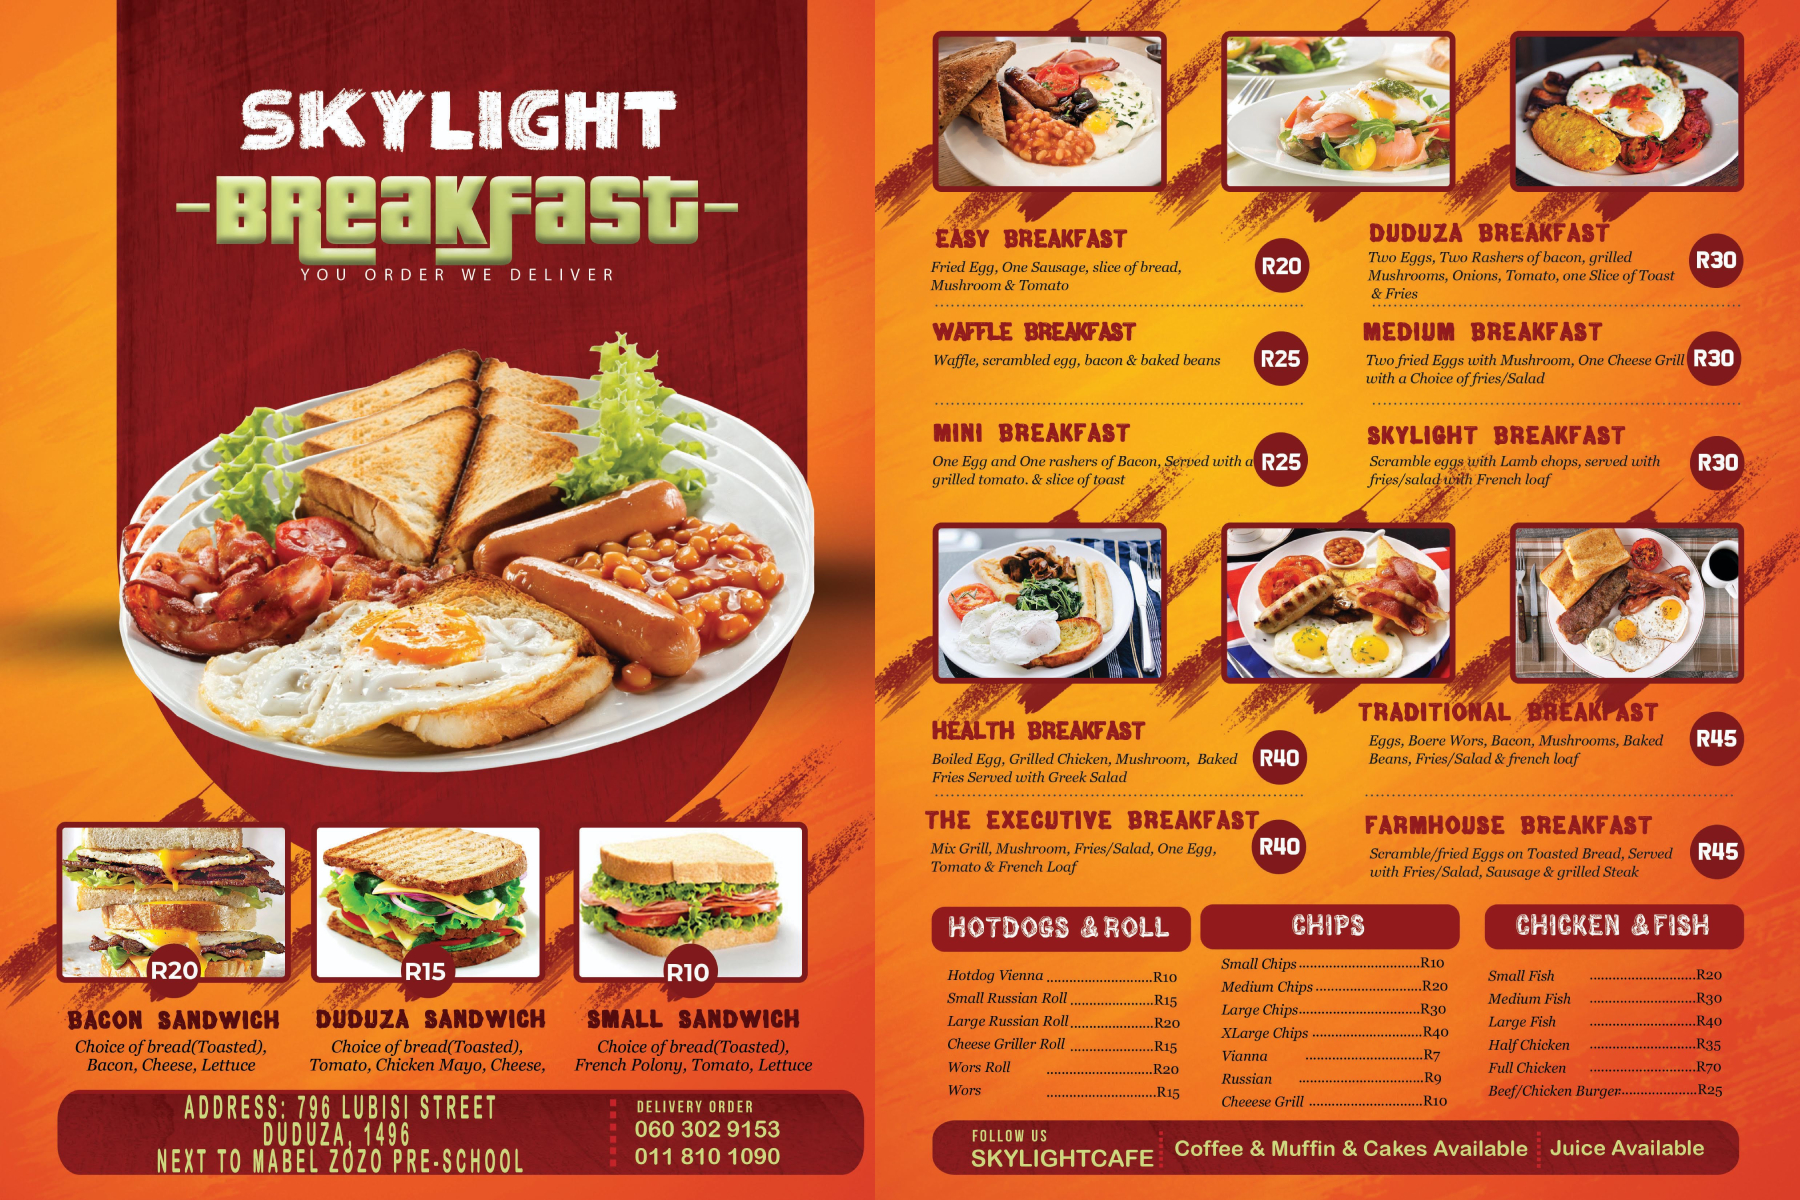 SKYLIGHT
-BREAKFAST-
YOU ORDER WE DELIVER
R20
R15
R10
BACON SANDWICH
Choice of bread(Toasted),
Bacon, Cheese, Lettuce
DUDUZA SANDWICH
Choice of bread(Toasted),
Tomato, Chicken Mayo, Cheese,
SMALL SANDWICH
Choice of bread(Toasted),
French Polony, Tomato, Lettuce
ADDRESS: 796 LUBISI STREET
DUDUZA, 1496
NEXT TO MABEL ZOZO PRE-SCHOOL
DELIVERY ORDER
060 302 9153
011 810 1090
EASY BREAKFAST
Fried Egg, One Sausage, slice of bread,
Mushroom & Tomato
R20
WAFFLE BREAKFAST
Waffle, scrambled egg, bacon & baked beans
R25
MINI BREAKFAST
One Egg and One rashers of Bacon, Served with a
grilled tomato. & slice of toast
R25
DUDUZA BREAKFAST
Two Eggs, Two Rashers of bacon, grilled
Mushrooms, Onions, Tomato, one Slice of Toast
& Fries
R30
MEDIUM BREAKFAST
Two fried Eggs with Mushroom, One Cheese Grill
with a Choice of fries/Salad
R30
SKYLIGHT BREAKFAST
Scramble eggs with Lamb chops, served with
fries/salad with French loaf
R30
HEALTH BREAKFAST
Boiled Egg, Grilled Chicken, Mushroom, Baked
Fries Served with Greek Salad
R40
THE EXECUTIVE BREAKFAST
Mix Grill, Mushroom, Fries/Salad, One Egg,
Tomato & French Loaf
R40
TRADITIONAL BREAKFAST
Eggs, Boere Wors, Bacon, Mushrooms, Baked
Beans, Fries/Salad & french loaf
R45
FARMHOUSE BREAKFAST
Scramble/fried Eggs on Toasted Bread, Served
with Fries/Salad, Sausage & grilled Steak
R45
HOTDOGS & ROLL
Hotdog Vienna ........................R10
Small Russian Roll ..................R15
Large Russian Roll ..................R20
Cheese Griller Roll ..................R15
Wors Roll ........................R20
Wors ........................R15
CHIPS
Small Chips ...........................R10
Medium Chips ........................R20
Large Chips ...........................R30
XLarge Chips ........................R40
Vianna ...........................R7
Russian ...........................R9
Cheeese Grill ........................R10
CHICKEN & FISH
Small Fish ........................R20
Medium Fish ........................R30
Large Fish ........................R40
Half Chicken ........................R35
Full Chicken ........................R70
Beef/Chicken Burger ..................R25
FOLLOW US
SKYLIGHTCAFE
Coffee & Muffin & Cakes Available
Juice Available